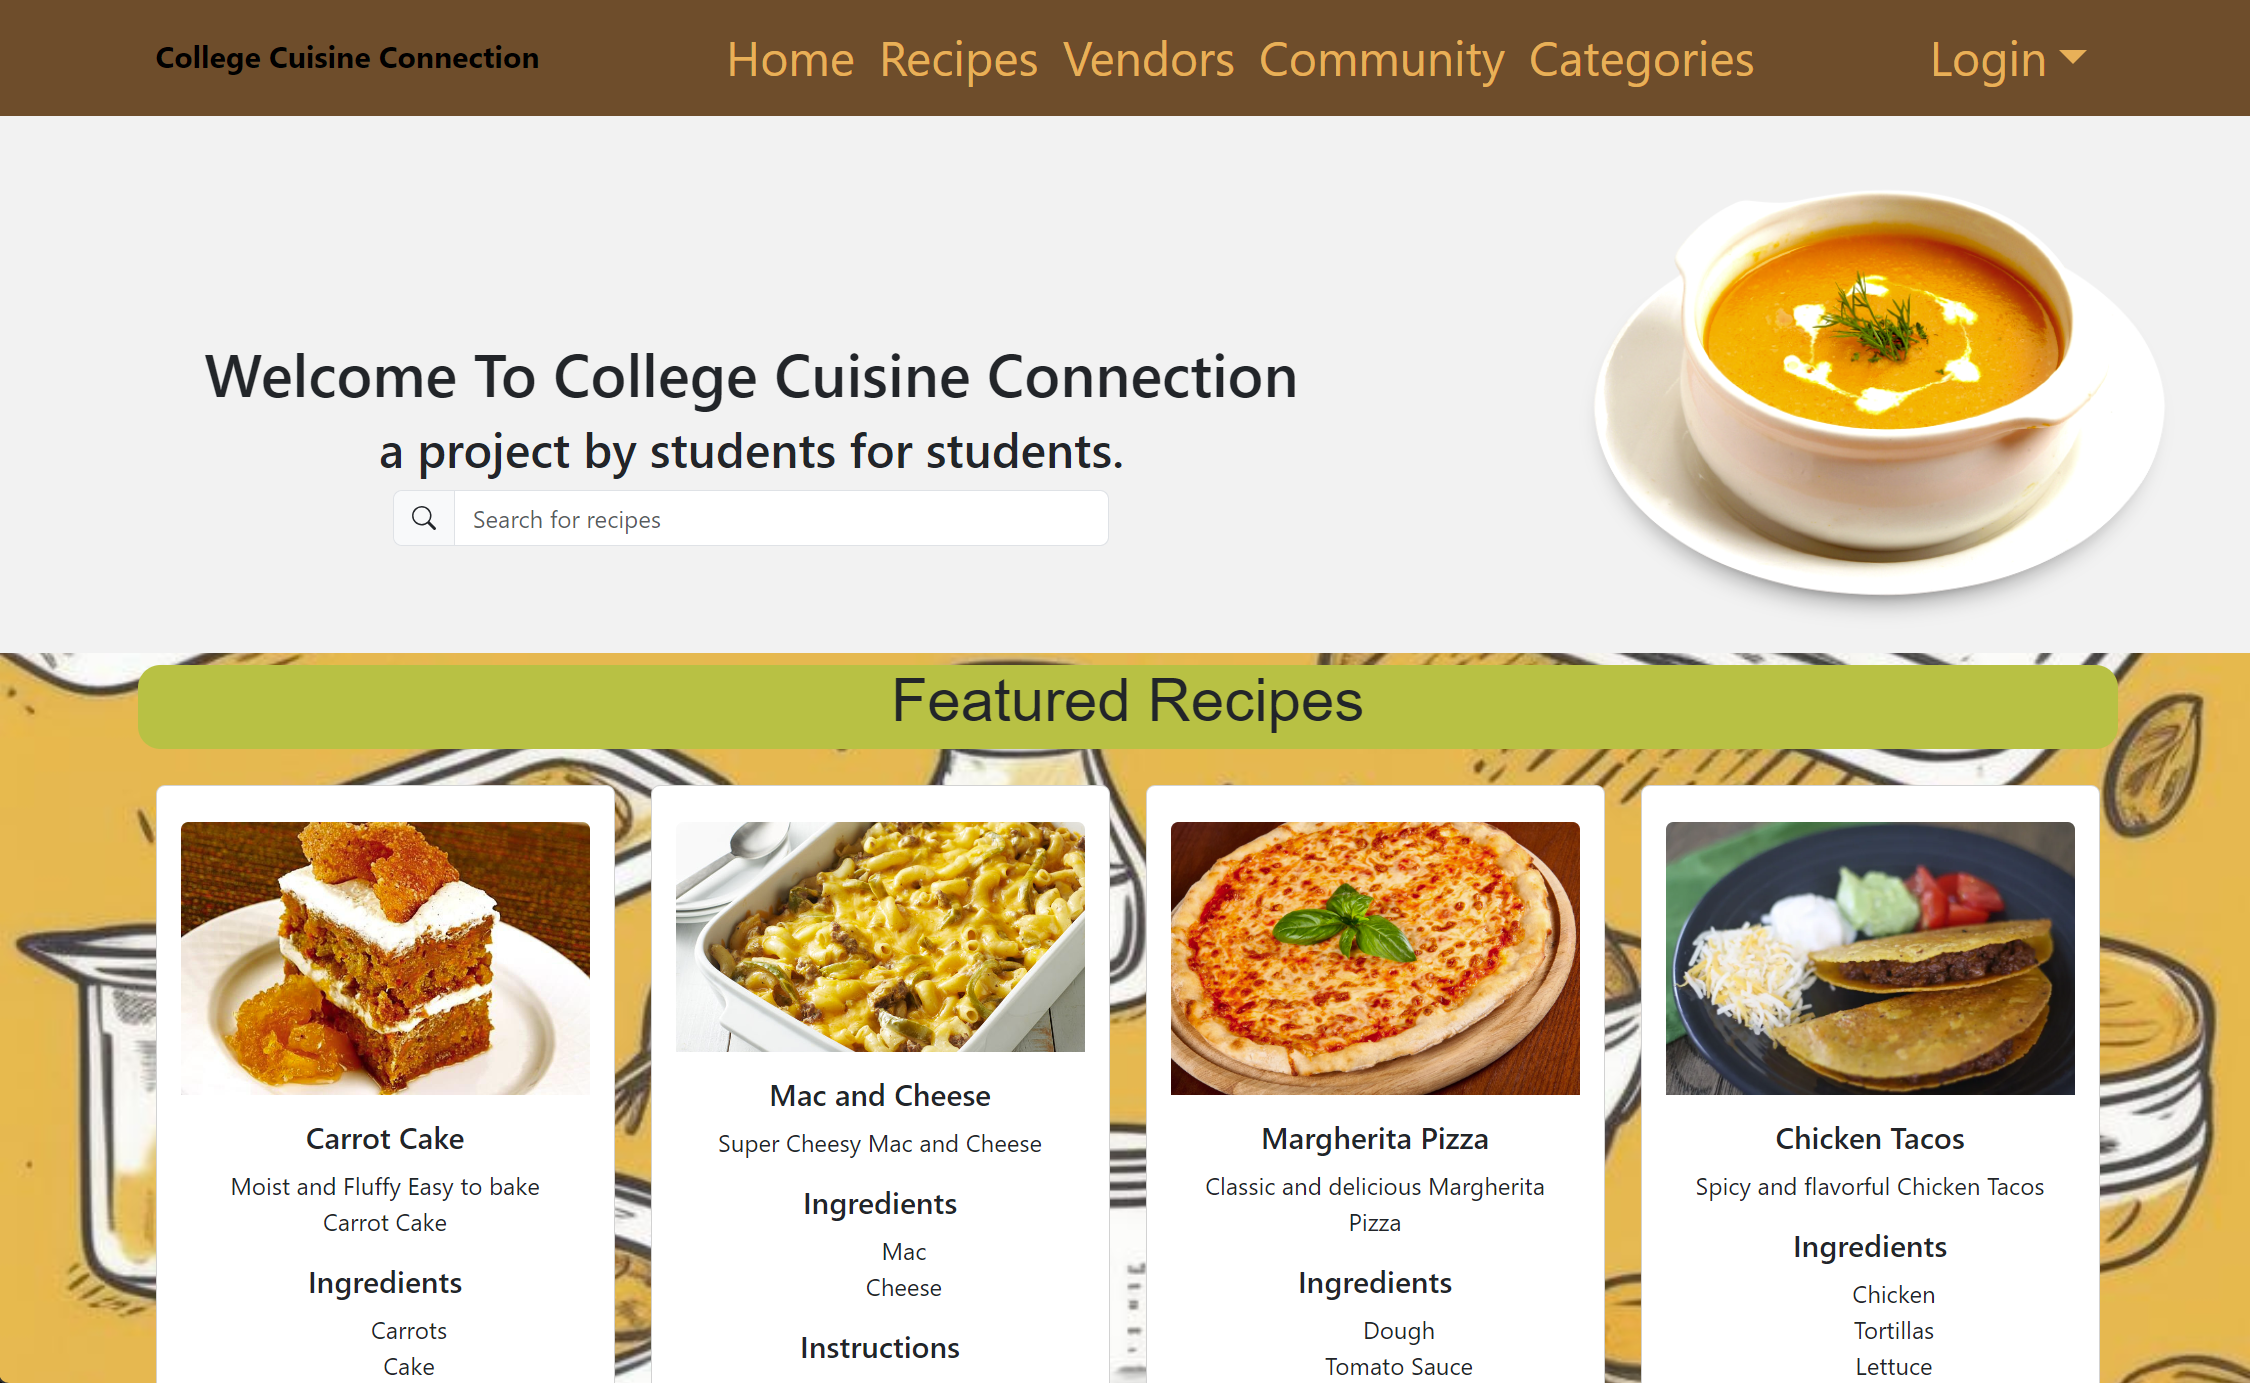 College Cuisine Connection
Home Recipes Vendors Community Categories
Login
Welcome To College Cuisine Connection
a project by students for students.
Search for recipes
Featured Recipes
Carrot Cake
Moist and Fluffy Easy to bake
Carrot Cake
Ingredients
Carrots
Cake
Mac and Cheese
Super Cheesy Mac and Cheese
Ingredients
Mac
Cheese
Instructions
Margherita Pizza
Classic and delicious Margherita
Pizza
Ingredients
Dough
Tomato Sauce
Chicken Tacos
Spicy and flavorful Chicken Tacos
Ingredients
Chicken
Tortillas
Lettuce